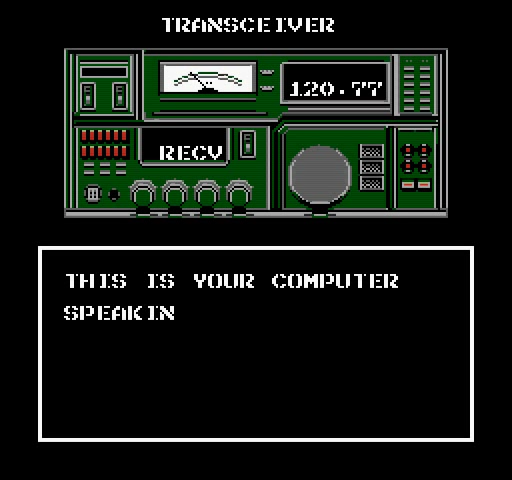 TRANSCEIVER
120.77
RECV
THIS IS YOUR COMPUTER
SPEAKIN